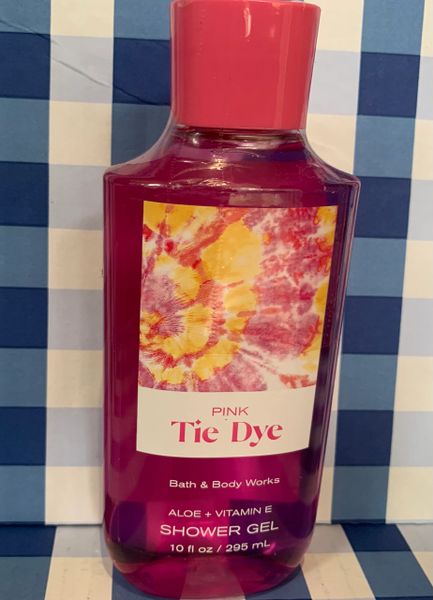 PINK
Tie Dye
Bath & Body Works
ALOE + VITAMIN E
SHOWER GEL
10 fl oz / 295 mL